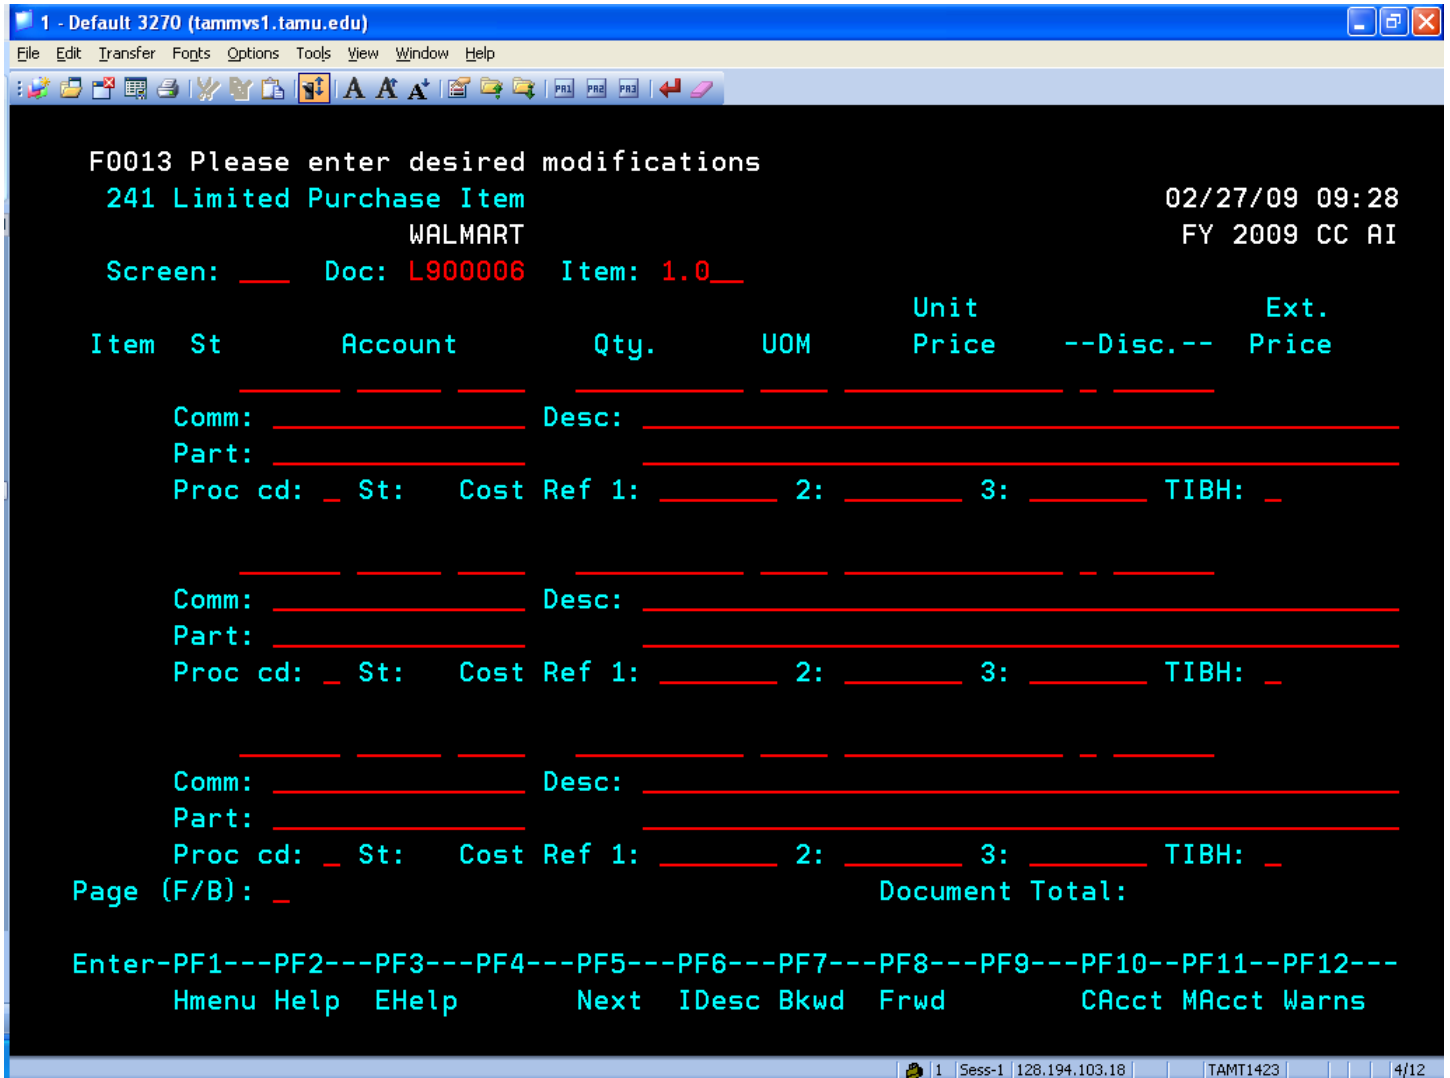 1 - Default 3270 (tammvs1.tamu.edu)
File Edit Transfer Fonts Options Tools View Window Help
PR1 PR2 PR3
F0013 Please enter desired modifications
241 Limited Purchase Item 02/27/09 09:28
WALMART FY 2009 CC AI
Screen: ___ Doc: L900006 Item: 1.0__
Unit Ext.
Item St Account Qty. UOM Price --Disc.-- Price
Comm: Desc:
Part:
Proc cd: _ St: Cost Ref 1: 2: 3: TIBH: _
Comm: Desc:
Part:
Proc cd: _ St: Cost Ref 1: 2: 3: TIBH: _
Comm: Desc:
Part:
Proc cd: _ St: Cost Ref 1: 2: 3: TIBH: _
Page (F/B): _ Document Total:
Enter-PF1---PF2---PF3---PF4---PF5---PF6---PF7---PF8---PF9---PF10--PF11--PF12---
Hmenu Help EHelp Next IDesc Bkwd Frwd CAcct MAcct Warns
1 Sess-1 128.194.103.18 TAMT1423 4/12